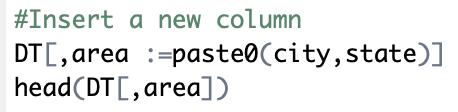 #Insert a new column
DT[,area :=paste0(city,state)]
head(DT[,area])